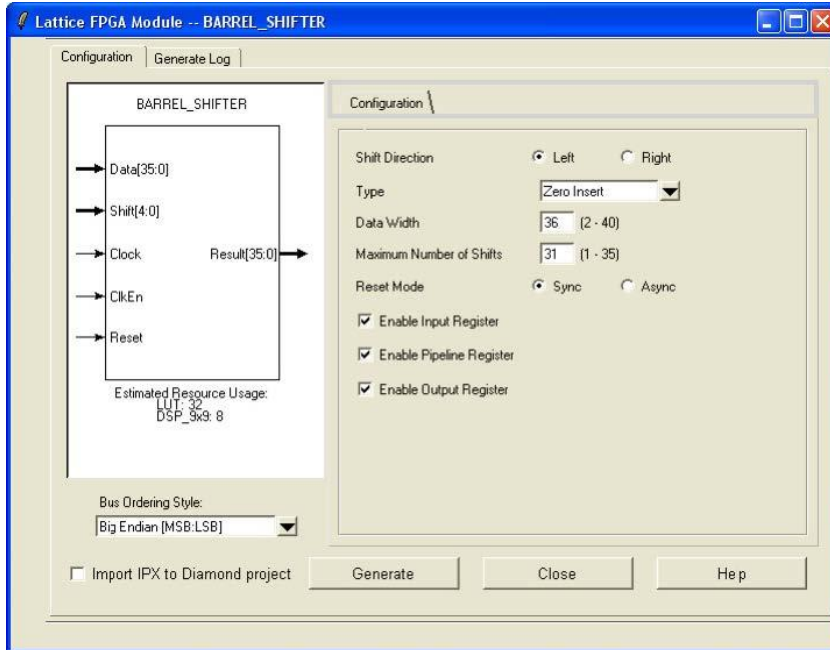 Lattice FPGA Module -- BARREL_SHIFTER
Configuration Generate Log
BARREL_SHIFTER
Data[35:0]
Shift[4:0]
Clock Result[35:0]
ClkEn
Reset
Estimated Resource Usage:
LUT: 32
DSP_9x9: 8
Bus Ordering Style:
Big Endian [MSB:LSB]
Configuration
Shift Direction Left Right
Type Zero Insert
Data Width 36 (2 - 40)
Maximum Number of Shifts 31 (1 - 35)
Reset Mode Sync Async
Enable Input Register
Enable Pipeline Register
Enable Output Register
Import IPX to Diamond project Generate Close He p